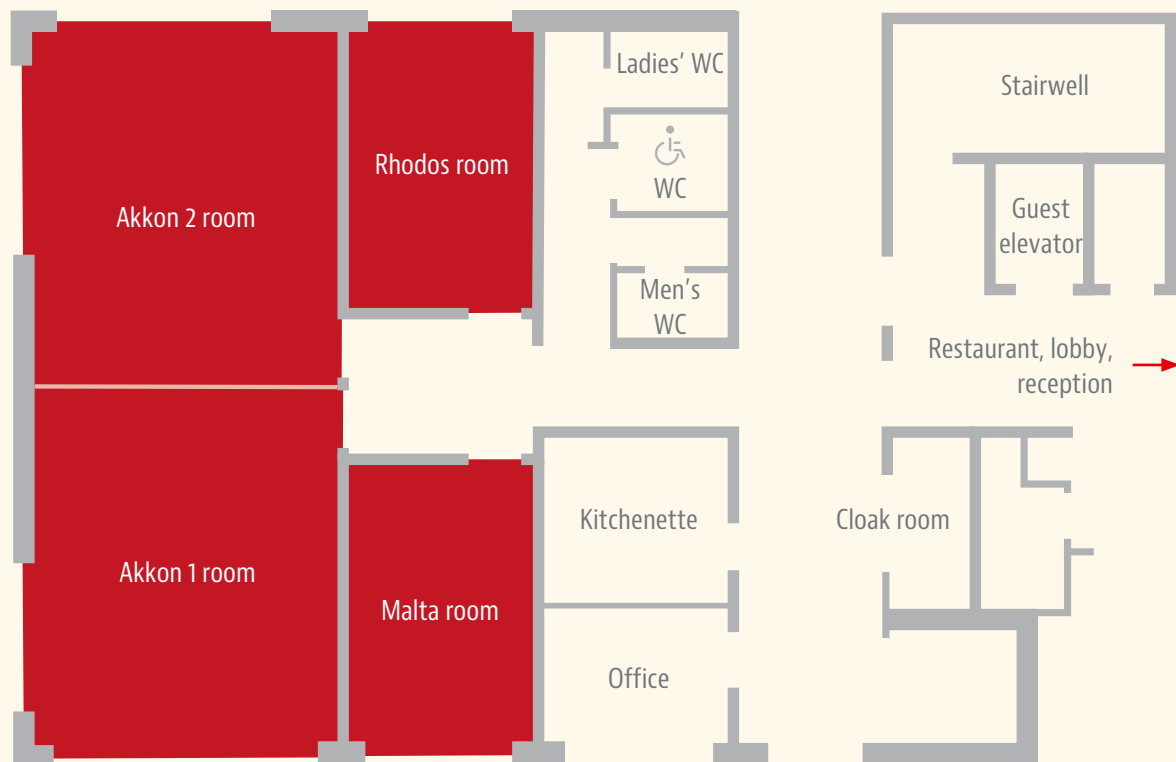 Ladies’ WC
Stairwell
Rhodos room
WC
Akkon 2 room
Guest
elevator
Men’s
WC
Restaurant, lobby,
reception
Kitchenette
Cloak room
Akkon 1 room
Malta room
Office